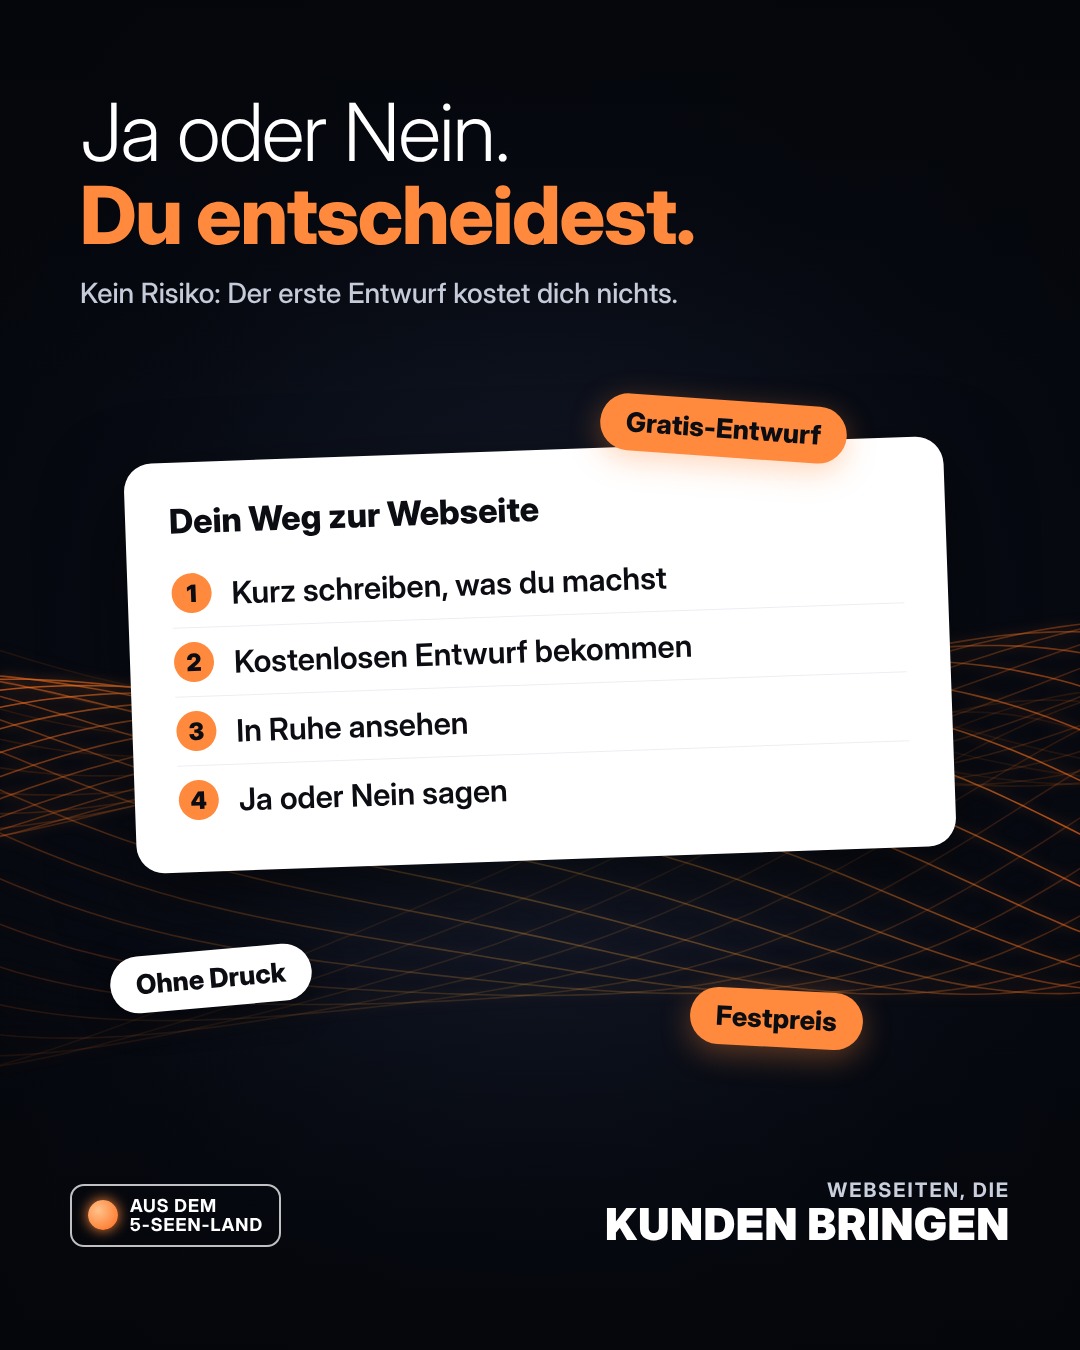 Ja oder Nein.
Du entscheidest.
Kein Risiko: Der erste Entwurf kostet dich nichts.
Gratis-Entwurf
Dein Weg zur Webseite
1 Kurz schreiben, was du machst
2 Kostenlosen Entwurf bekommen
3 In Ruhe ansehen
4 Ja oder Nein sagen
Ohne Druck
Festpreis
AUS DEM
5-SEEN-LAND
WEBSEITEN, DIE
KUNDEN BRINGEN